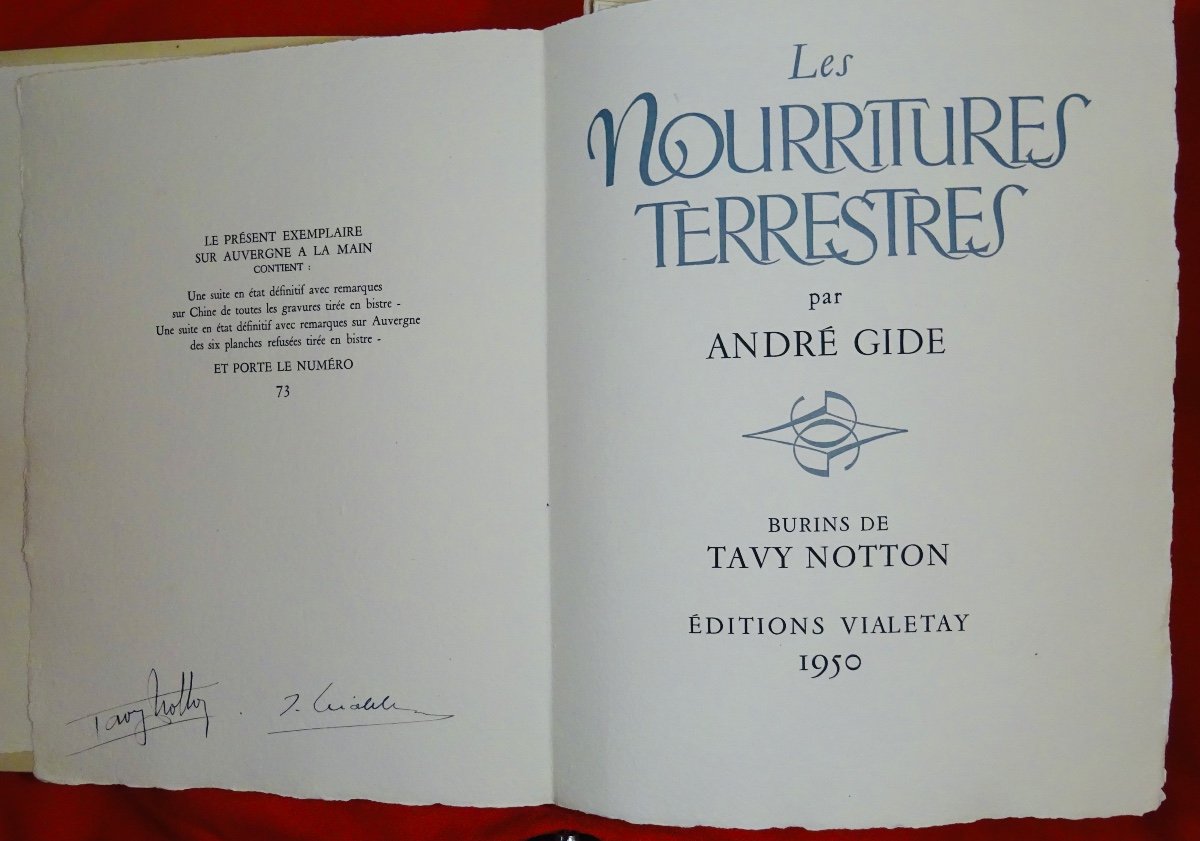 LE PRÉSENT EXEMPLAIRE
SUR AUVERGNE A LA MAIN
CONTIENT :
Une suite en état définitif avec remarques
sur Chine de toutes les gravures tirée en bistre -
Une suite en état définitif avec remarques sur Auvergne
des six planches refusées tirée en bistre -
ET PORTE LE NUMÉRO
73
Tavy Notton
Les
NOURRITURES
TERRESTRES
par
ANDRÉ GIDE
BURINS DE
TAVY NOTTON
ÉDITIONS VIALETAY
1950